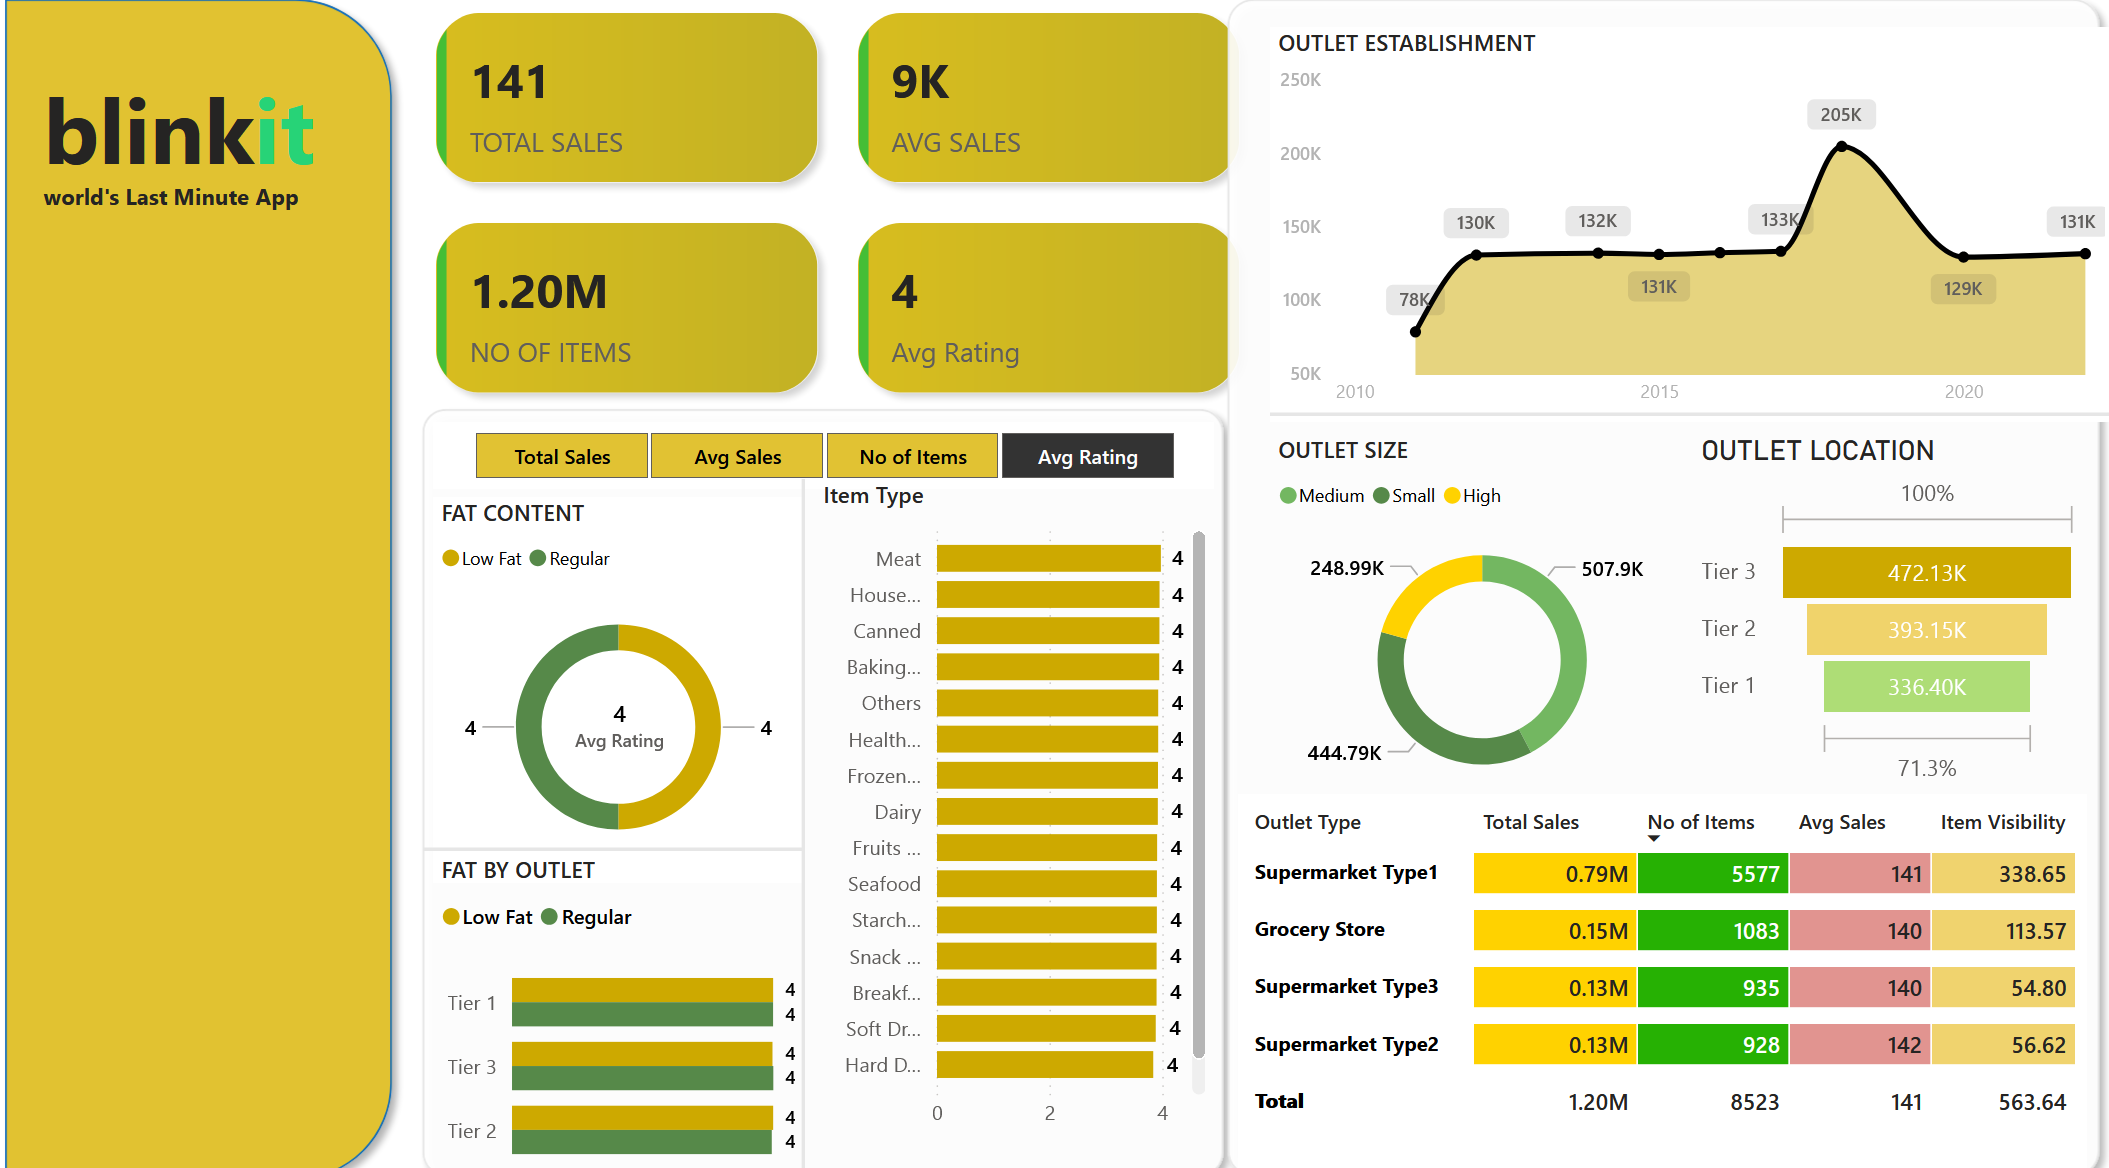 blinkit
world's Last Minute App
141
TOTAL SALES
9K
AVG SALES
1.20M
NO OF ITEMS
4
Avg Rating
Total Sales
Avg Sales
No of Items
Avg Rating
FAT CONTENT
Low Fat
Regular
4
4
Avg Rating
4
FAT BY OUTLET
Low Fat
Regular
Tier 1
4
4
Tier 3
4
4
Tier 2
4
4
Item Type
Meat 4
House... 4
Canned 4
Baking... 4
Others 4
Health... 4
Frozen... 4
Dairy 4
Fruits ... 4
Seafood 4
Starch... 4
Snack ... 4
Breakf... 4
Soft Dr... 4
Hard D... 4
0 2 4
OUTLET ESTABLISHMENT
250K
200K
150K
100K
50K
78K
130K
132K
131K
133K
205K
129K
131K
2010 2015 2020
OUTLET SIZE
Medium
Small
High
248.99K
507.9K
444.79K
OUTLET LOCATION
100%
Tier 3 472.13K
Tier 2 393.15K
Tier 1 336.40K
71.3%
Outlet Type Total Sales No of Items Avg Sales Item Visibility
Supermarket Type1 0.79M 5577 141 338.65
Grocery Store 0.15M 1083 140 113.57
Supermarket Type3 0.13M 935 140 54.80
Supermarket Type2 0.13M 928 142 56.62
Total 1.20M 8523 141 563.64